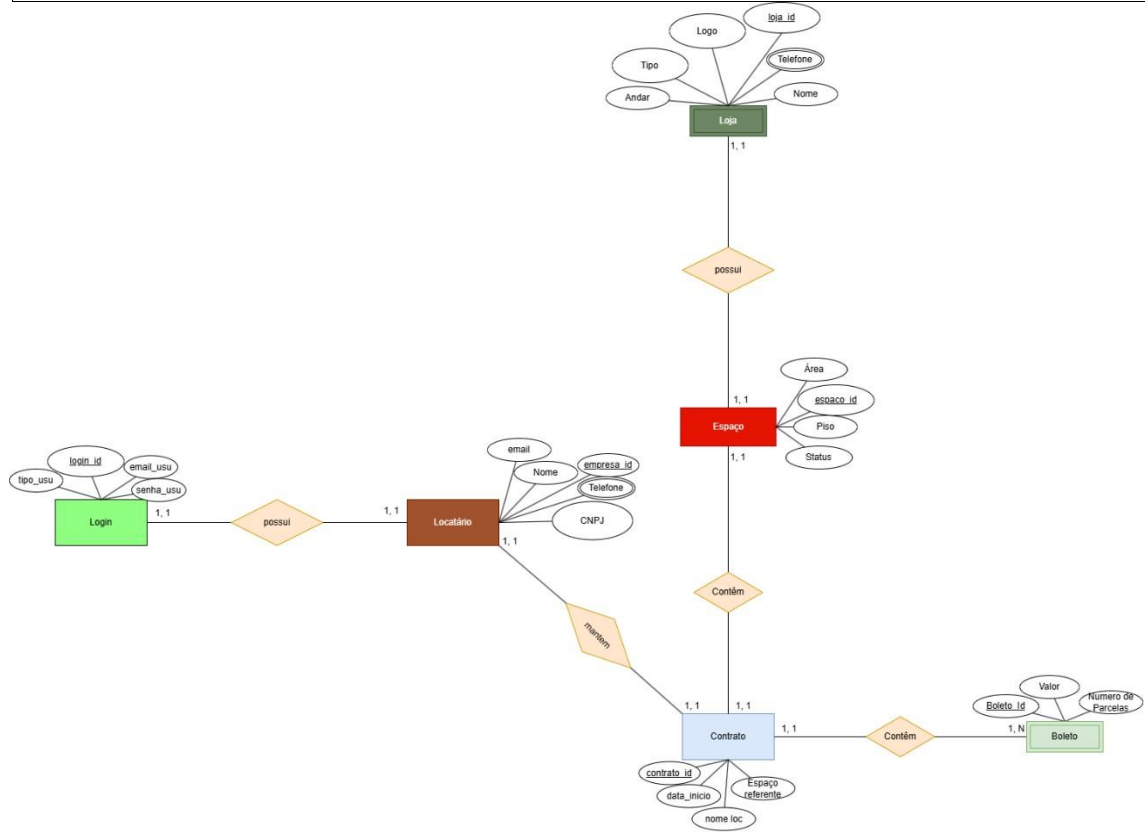 loja_id
Logo
Telefone
Tipo
Nome
Andar
Loja
1, 1
possui
1, 1
Espaço
Área
espaco_id
Piso
Status
1, 1
login_id
email_usu
tipo_usu
senha_usu
Login
1, 1
possui
1, 1
Locatário
email
Nome
empresa_id
Telefone
CNPJ
1, 1
mantem
Contêm
1, 1
1, 1
Contrato
1, 1
Contêm
1, N
Boleto
Valor
Boleto_Id
Numero de
Parcelas
contrato_id
data_inicio
nome loc
Espaço
referente